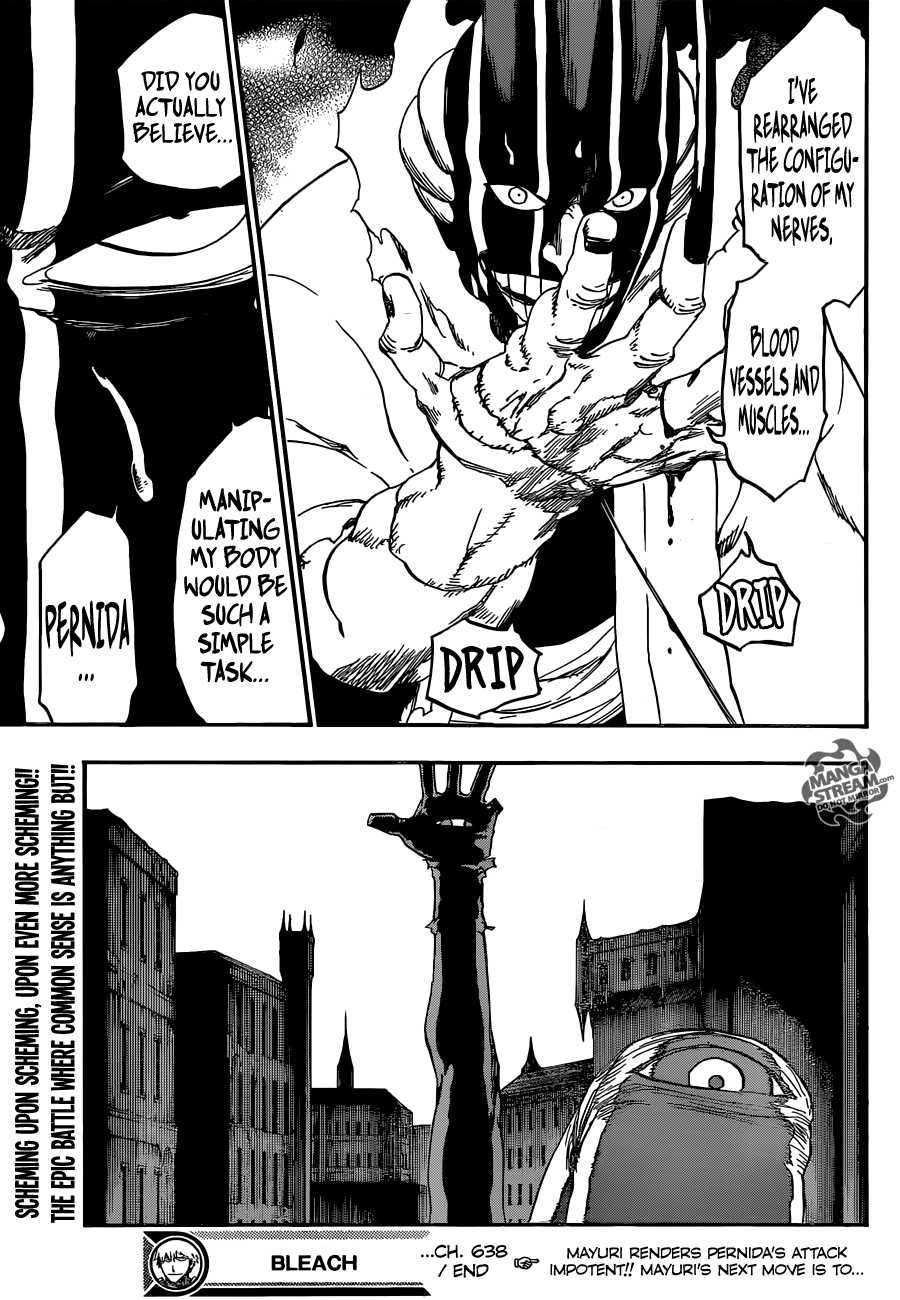 I'VE
REARRANGED
THE CONFIGU-
RATION OF MY
NERVES,
BLOOD
VESSELS AND
MUSCLES...
DRIP
DRIP
DID YOU
ACTUALLY
BELIEVE...
MANIP-
ULATING
MY BODY
WOULD BE
SUCH A
SIMPLE
TASK...
PERNIDA
...
MANGA
STREAM.com
DO NOT MIRROR
SCHEMING UPON SCHEMING, UPON EVEN MORE SCHEMING!!
THE EPIC BATTLE WHERE COMMON SENSE IS ANYTHING BUT!!
BLEACH
...CH. 638
/ END
MAYURI RENDERS PERNIDA'S ATTACK
IMPOTENT!! MAYURI'S NEXT MOVE IS TO...